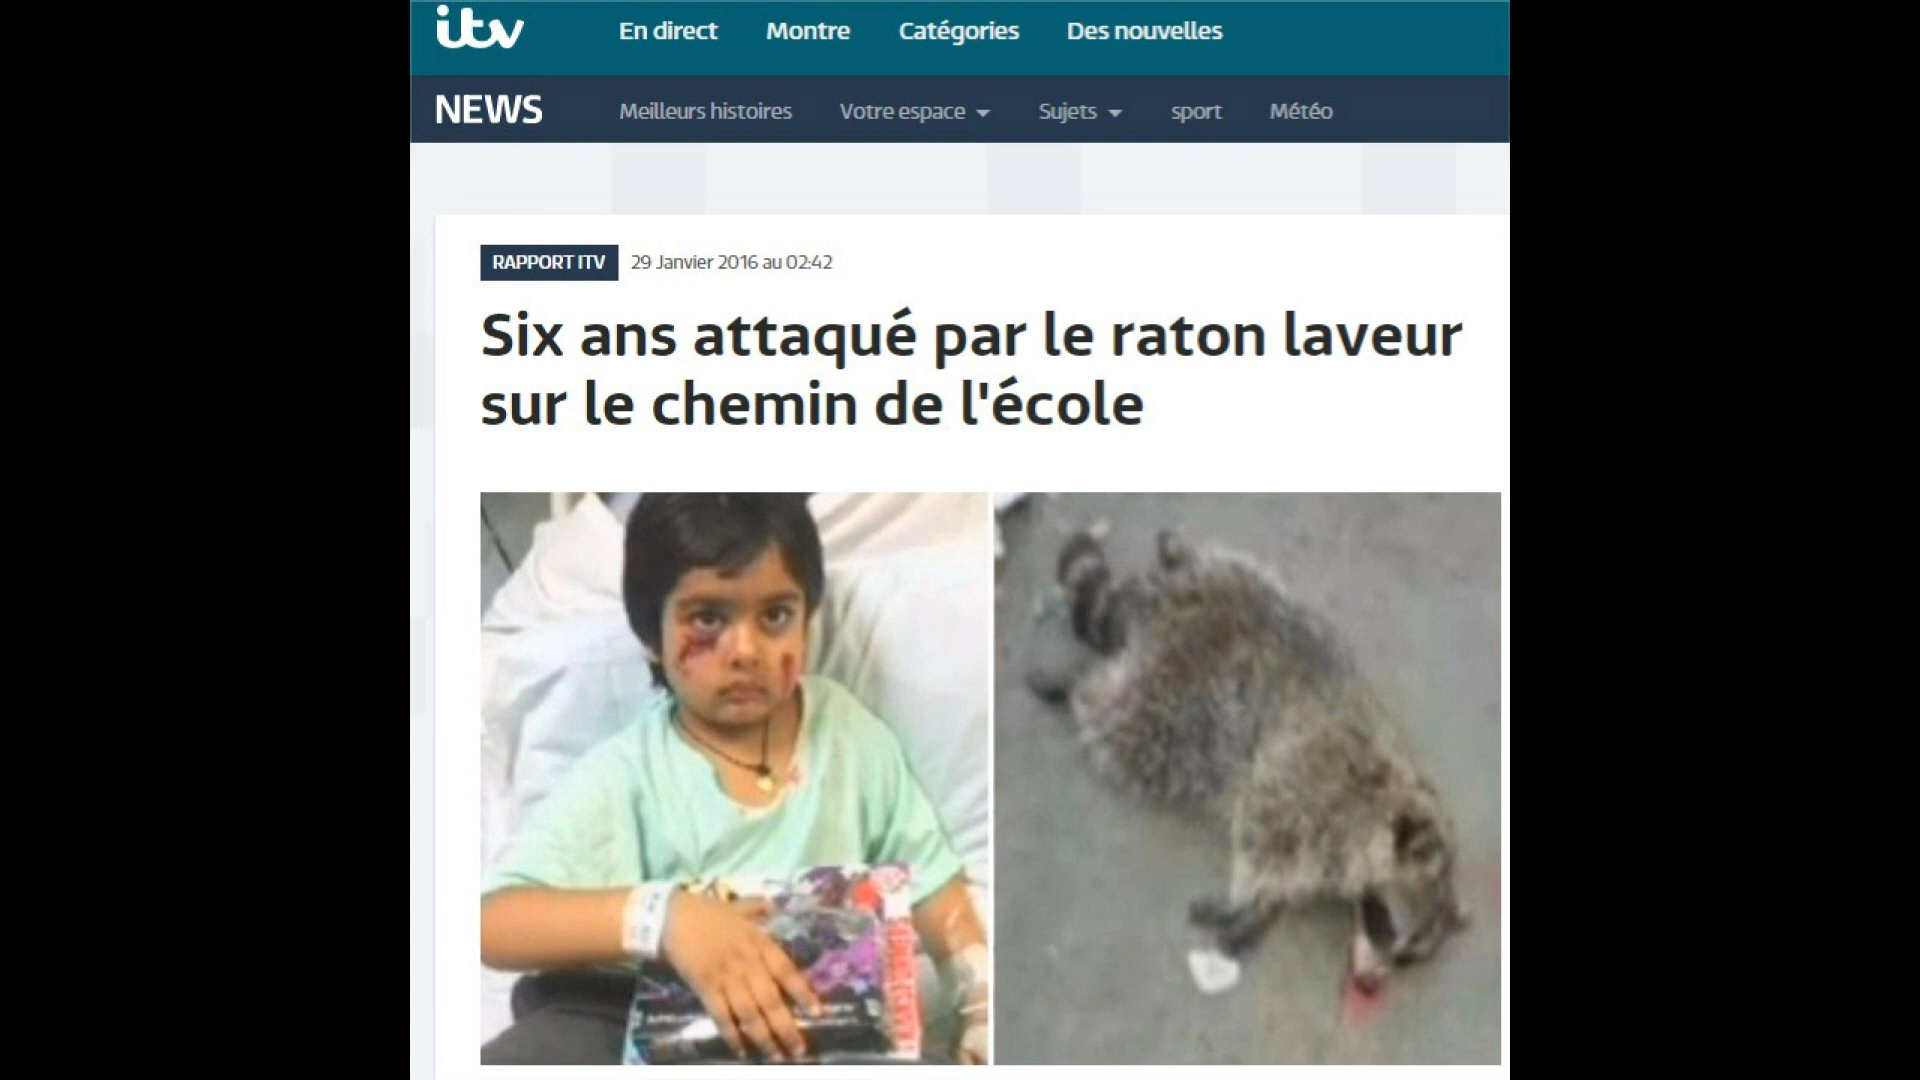 itv En direct Montre Catégories Des nouvelles
NEWS Meilleurs histoires Votre espace Sujets sport Météo
RAPPORT ITV 29 Janvier 2016 au 02:42
Six ans attaqué par le raton laveur
sur le chemin de l'école